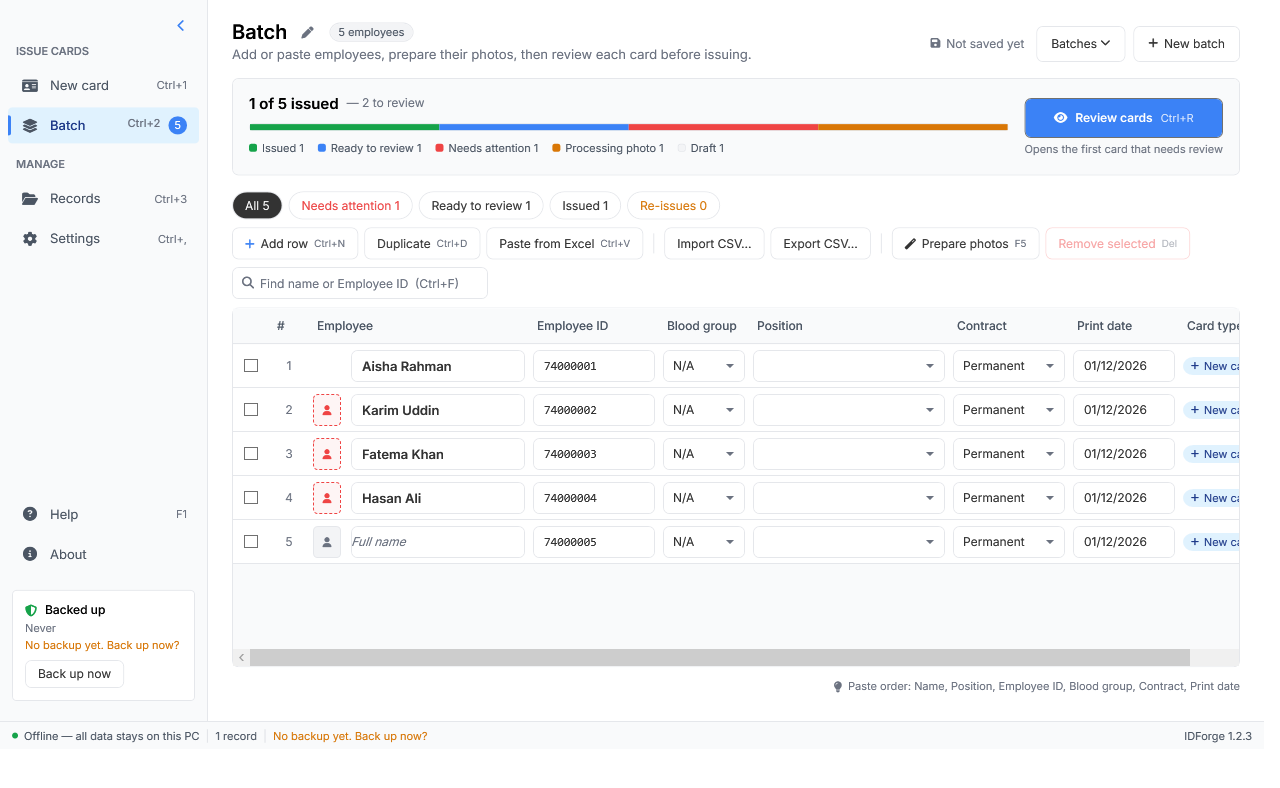 ISSUE CARDS
New card Ctrl+1
Batch Ctrl+2 5
MANAGE
Records Ctrl+3
Settings Ctrl+,
Help F1
About
Backed up
Never
No backup yet. Back up now?
Back up now
Batch 5 employees
Add or paste employees, prepare their photos, then review each card before issuing.
Not saved yet Batches + New batch
1 of 5 issued — 2 to review
Issued 1 Ready to review 1 Needs attention 1 Processing photo 1 Draft 1
Review cards Ctrl+R
Opens the first card that needs review
All 5 Needs attention 1 Ready to review 1 Issued 1 Re-issues 0
+ Add row Ctrl+N Duplicate Ctrl+D Paste from Excel Ctrl+V Import CSV... Export CSV... Prepare photos F5 Remove selected Del
Find name or Employee ID (Ctrl+F)
# Employee Employee ID Blood group Position Contract Print date Card type
1 Aisha Rahman 74000001 N/A Permanent 01/12/2026 + New ca
2 Karim Uddin 74000002 N/A Permanent 01/12/2026 + New ca
3 Fatema Khan 74000003 N/A Permanent 01/12/2026 + New ca
4 Hasan Ali 74000004 N/A Permanent 01/12/2026 + New ca
5 Full name 74000005 N/A Permanent 01/12/2026 + New ca
Paste order: Name, Position, Employee ID, Blood group, Contract, Print date
Offline — all data stays on this PC 1 record No backup yet. Back up now? IDForge 1.2.3